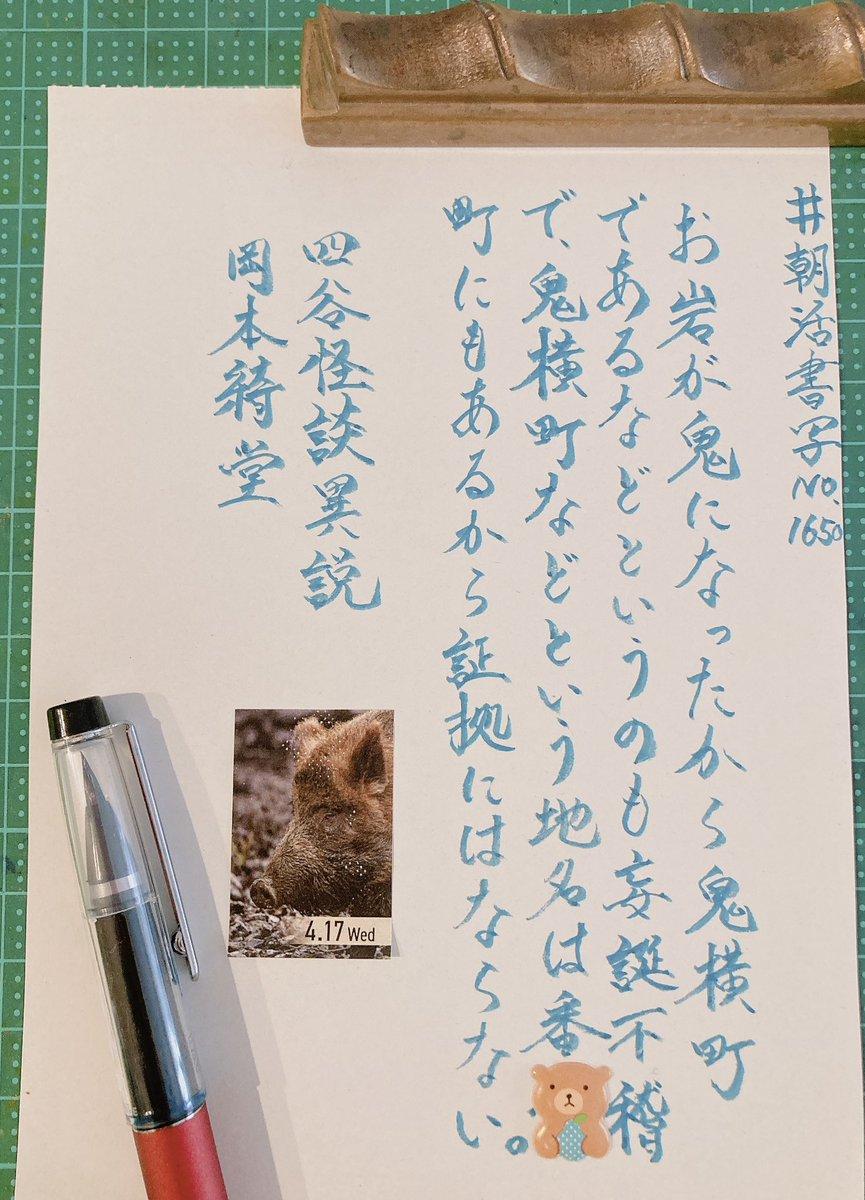 #朝活書写 No.1650
お岩が鬼になったから鬼横町
であるなどというのも妄誕不稽
で、鬼横町などという地名は番
町にもあるから証拠にはならない。
四谷怪談異説
岡本綺堂
4.17 Wed